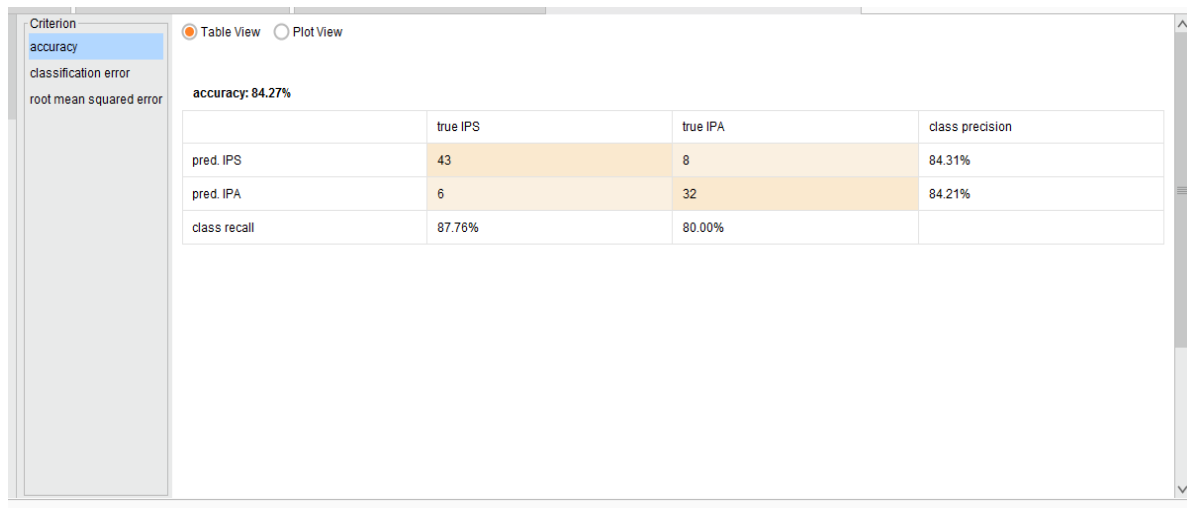 Criterion
accuracy
classification error
root mean squared error
Table View Plot View
accuracy: 84.27%
true IPS true IPA class precision
pred. IPS 43 8 84.31%
pred. IPA 6 32 84.21%
class recall 87.76% 80.00%